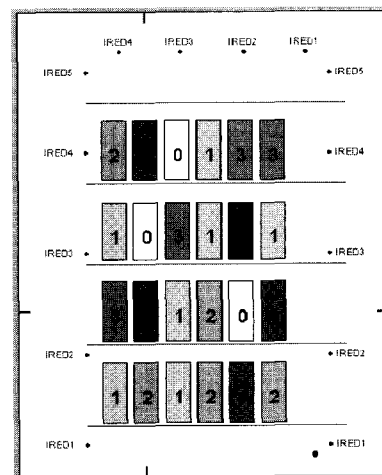 IRED4 IRED3 IRED2 IRED1
IRED5 IRED5
IRED4 2 0 1 3 3 IRED4
1 0 3 1 1
IRED3 IRED3
1 2 0
IRED2 IRED2
1 2 1 2 2
IRED1 IRED1